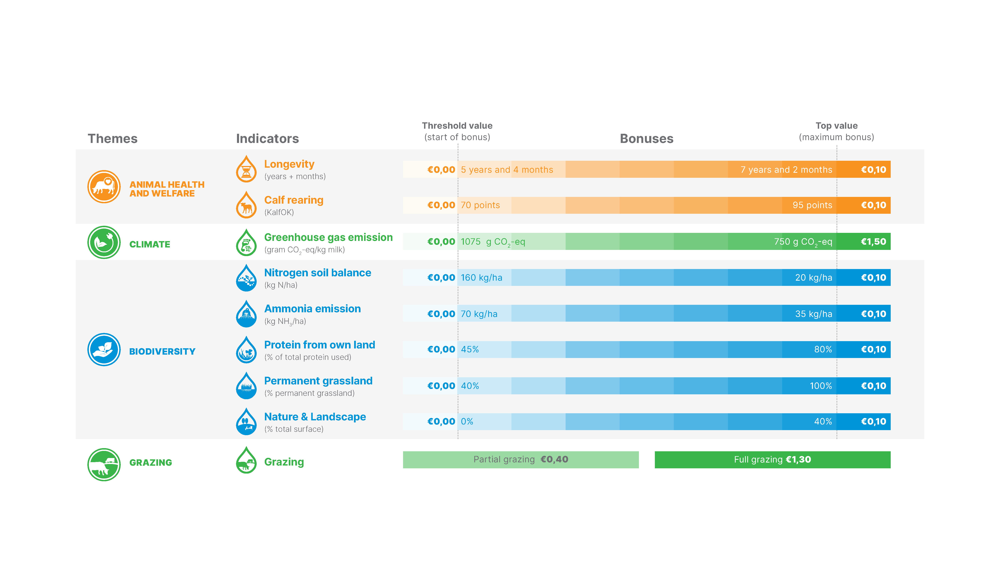 Themes
Indicators
Threshold value
(start of bonus)
Bonuses
Top value
(maximum bonus)
ANIMAL HEALTH
AND WELFARE
Longevity
(years + months)
€0,00 5 years and 4 months 7 years and 2 months €0,10
Calf rearing
(KalfOK)
€0,00 70 points 95 points €0,10
CLIMATE
Greenhouse gas emission
(gram CO₂-eq/kg milk)
CO₂
eq.
€0,00 1075 g CO₂-eq 750 g CO₂-eq €1,50
BIODIVERSITY
Nitrogen soil balance
(kg N/ha)
€0,00 160 kg/ha 20 kg/ha €0,10
Ammonia emission
(kg NH₃/ha)
€0,00 70 kg/ha 35 kg/ha €0,10
Protein from own land
(% of total protein used)
€0,00 45% 80% €0,10
Permanent grassland
(% permanent grassland)
€0,00 40% 100% €0,10
Nature & Landscape
(% total surface)
€0,00 0% 40% €0,10
GRAZING
Grazing
Partial grazing €0,40
Full grazing €1,30